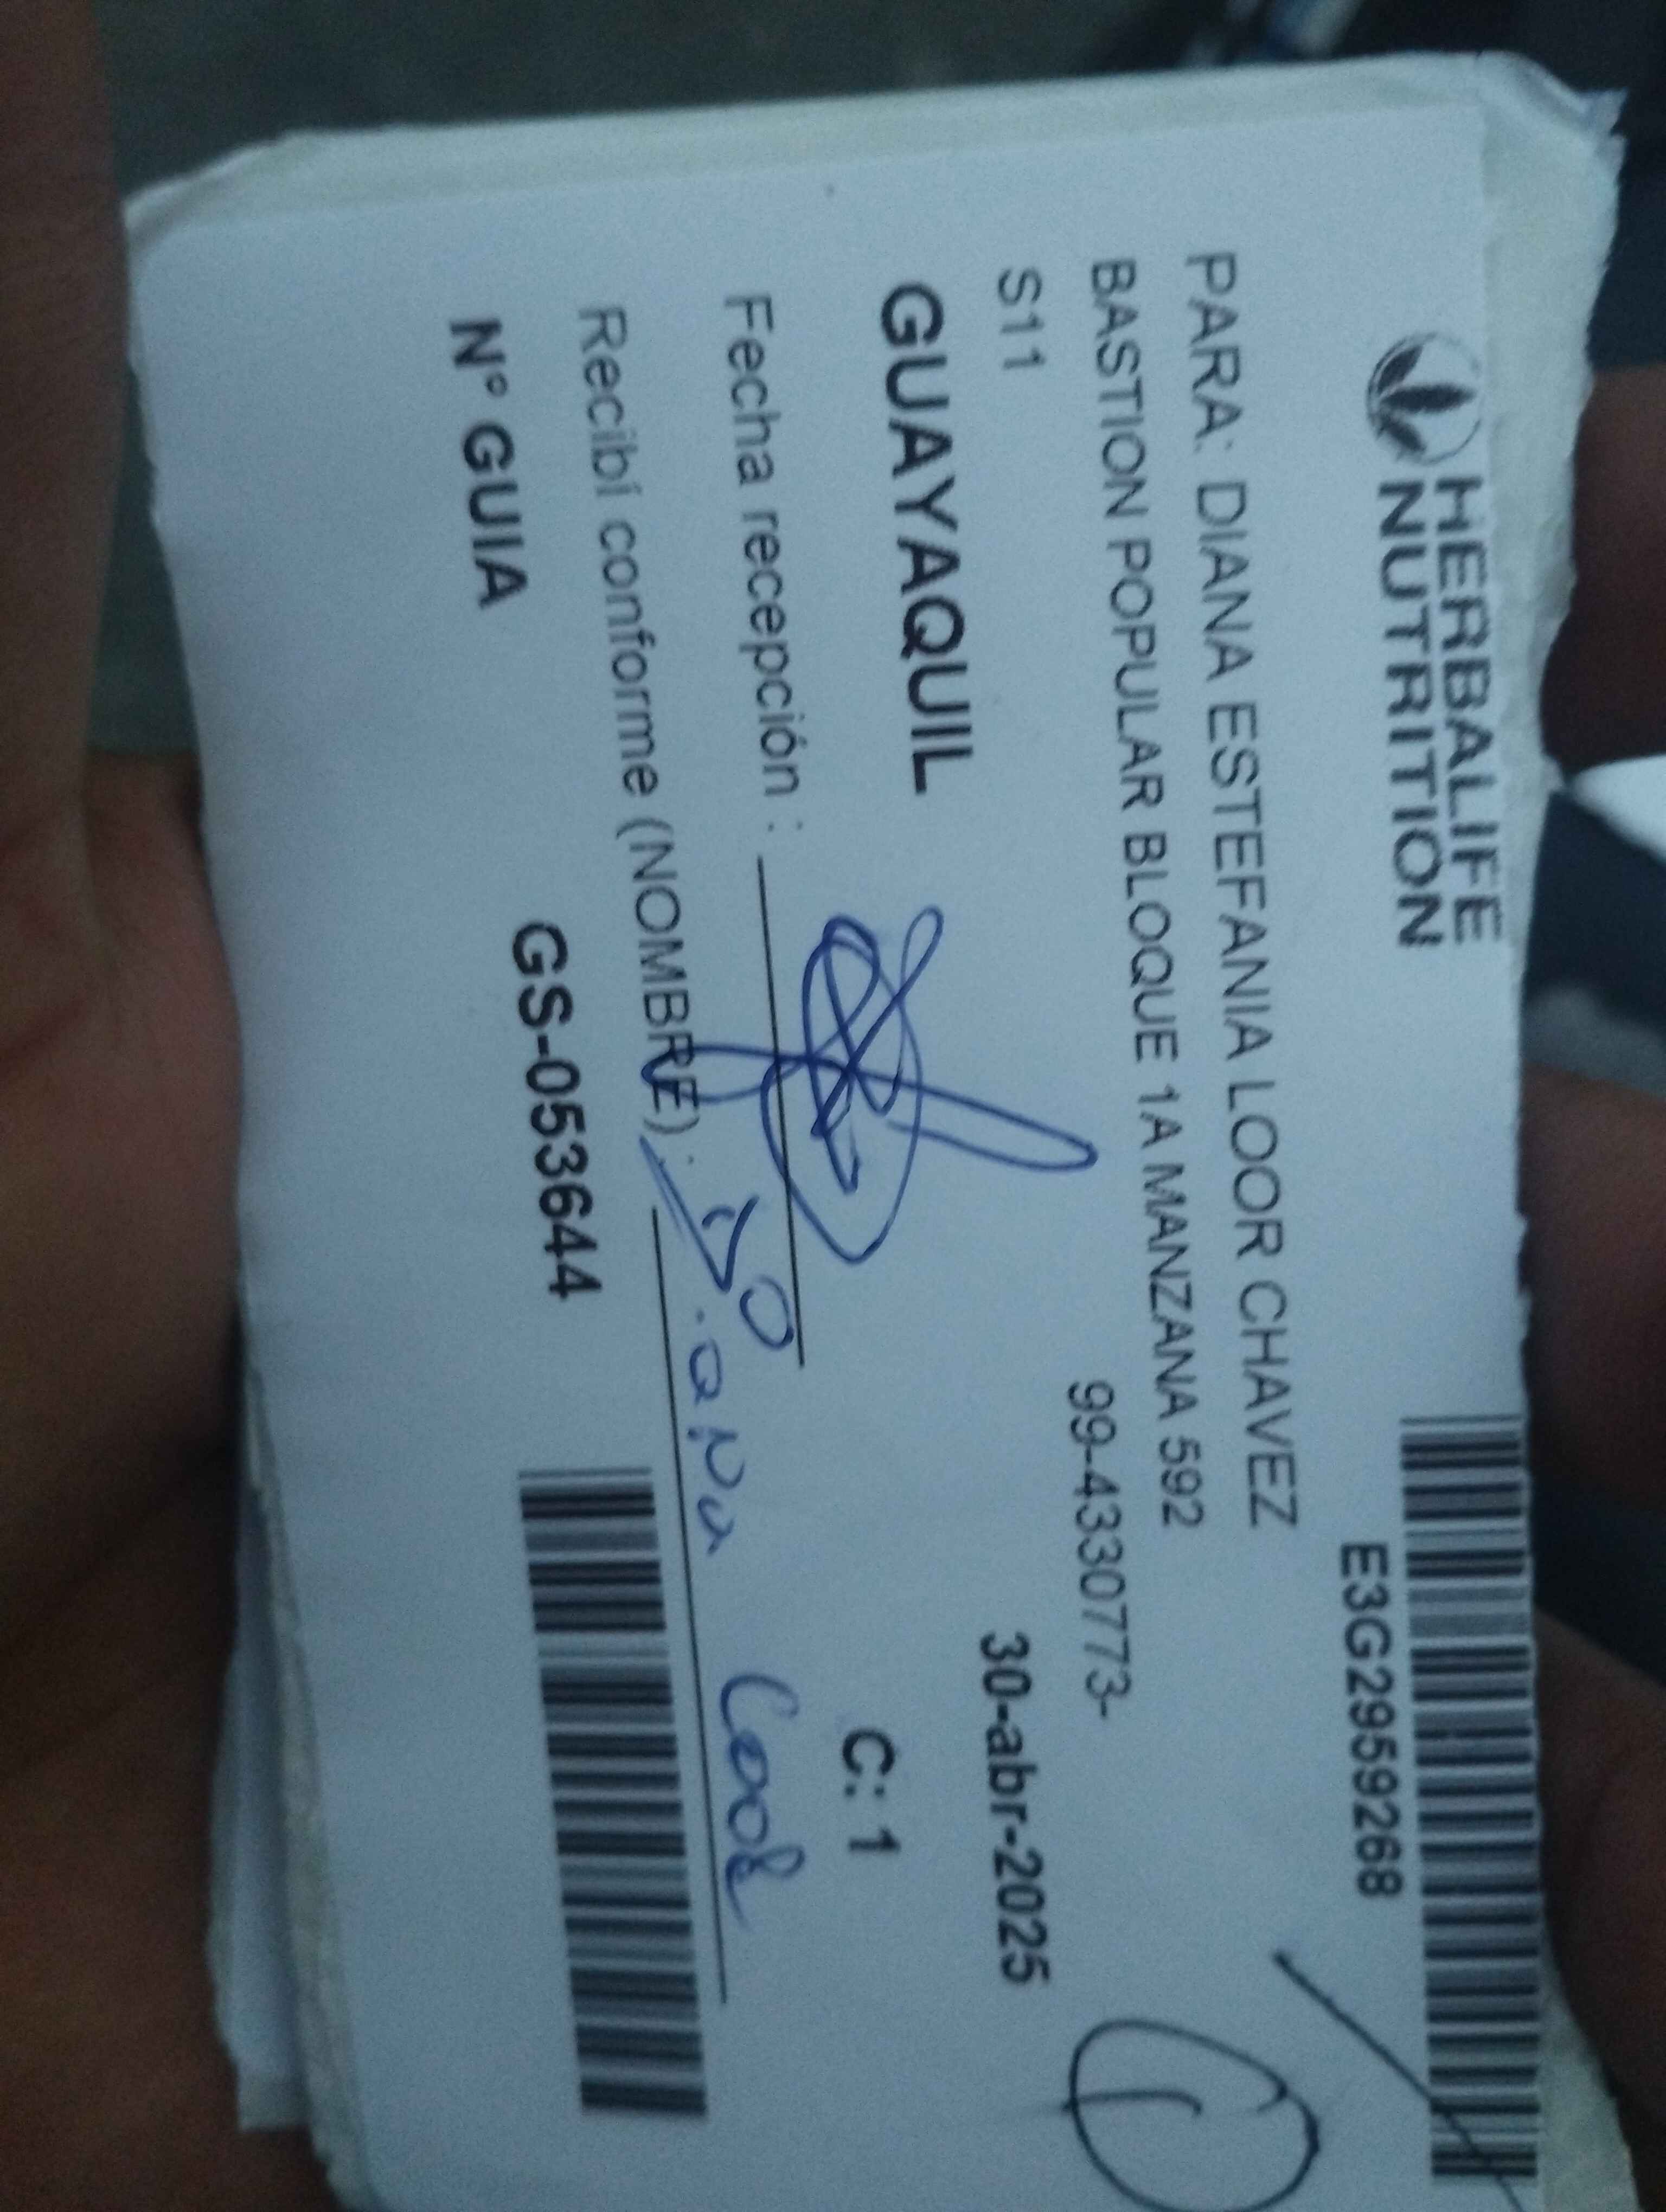 HERBALIFE
NUTRITION
E3G2959268
PARA: DIANA ESTEFANIA LOOR CHAVEZ
BASTION POPULAR BLOQUE 1A MANZANA 592
S11
99-4330773-
30-abr-2025
GUAYAQUIL
C: 1
Fecha recepción :
Recibí conforme (NOMBRE):
N° GUIA
GS-053644